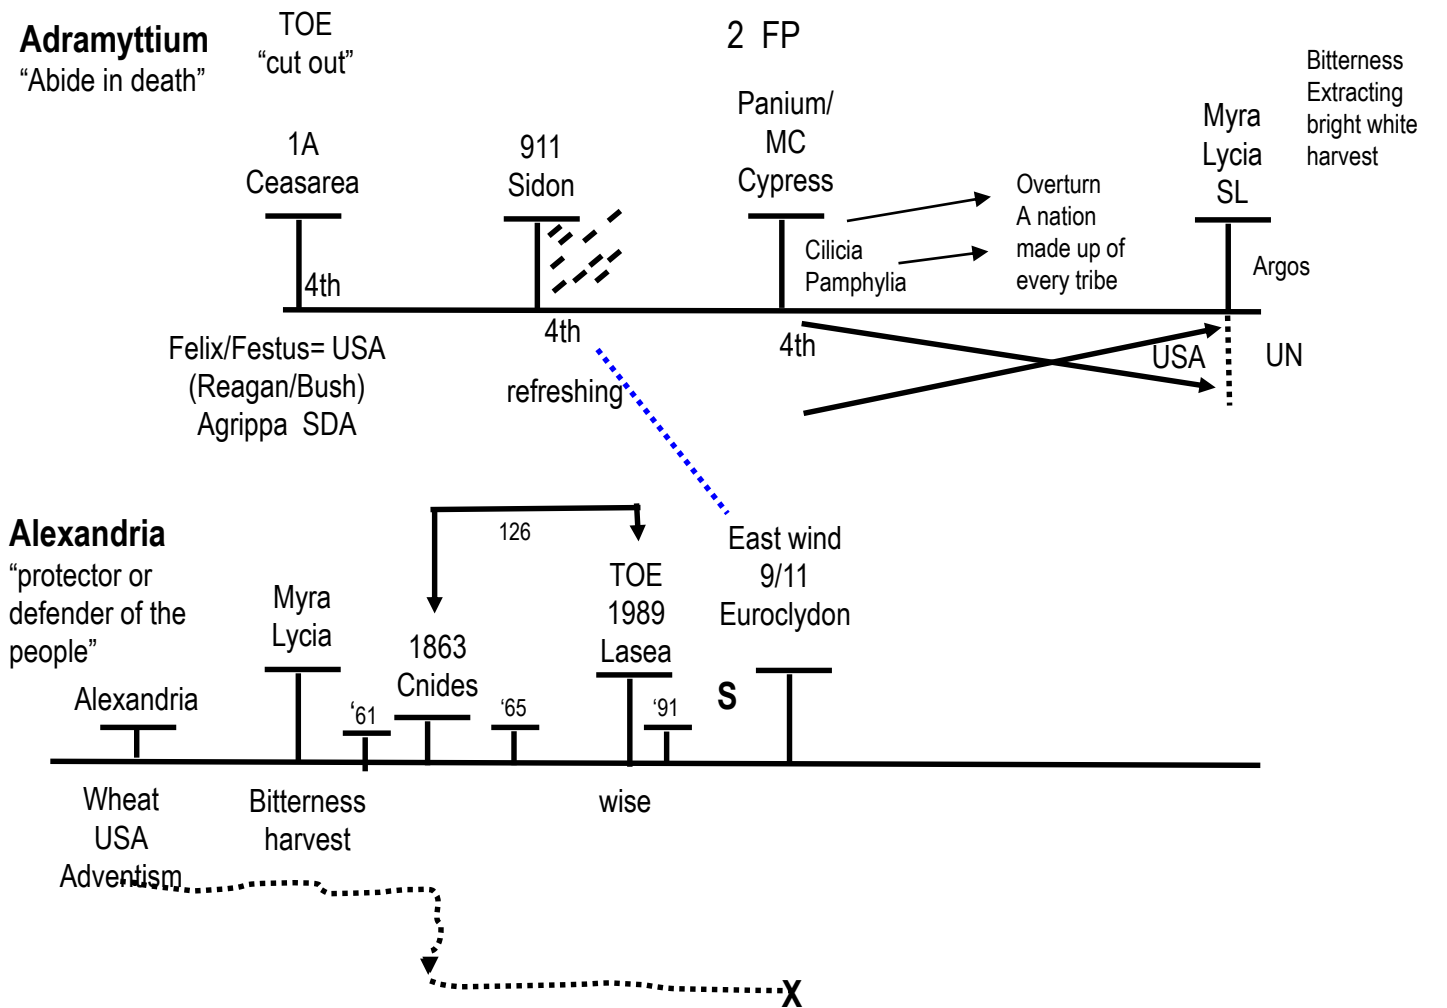 Adramyttium
“Abide in death”
TOE
“cut out”
2 FP
Bitterness
Extracting
bright white
harvest
1A
Ceasarea
911
Sidon
Panium/
MC
Cypress
Myra
Lycia
SL
Overturn
A nation
made up of
every tribe
Cilicia
Pamphylia
Argos
4th
4th
4th
USA
UN
Felix/Festus= USA
(Reagan/Bush)
Agrippa SDA
refreshing
Alexandria
“protector or
defender of the
people”
126
East wind
9/11
Euroclydon
TOE
1989
Lasea
Myra
Lycia
1863
Cnides
Alexandria
‘61
‘65
‘91
S
Wheat
USA
Adventism
Bitterness
harvest
wise
X